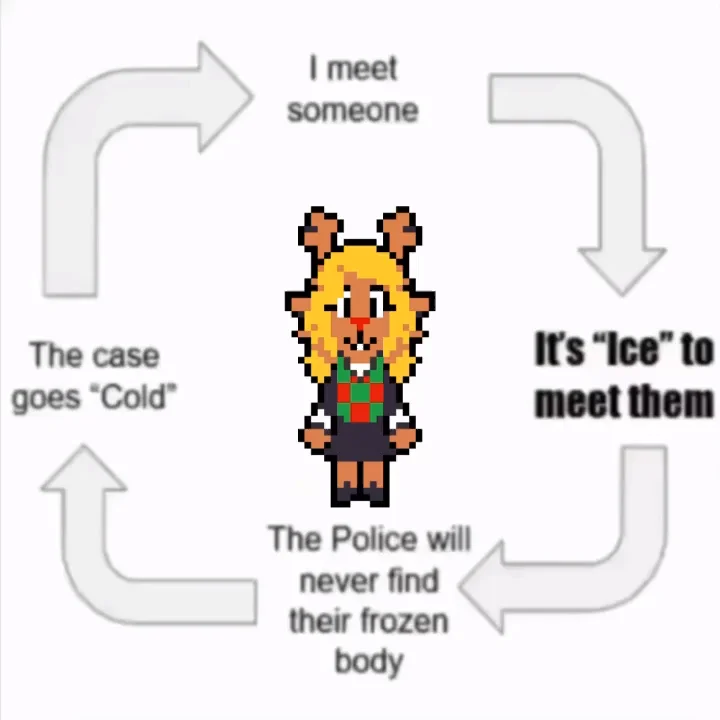 I meet
someone
It's “Ice” to
meet them
The Police will
never find
their frozen
body
The case
goes “Cold”